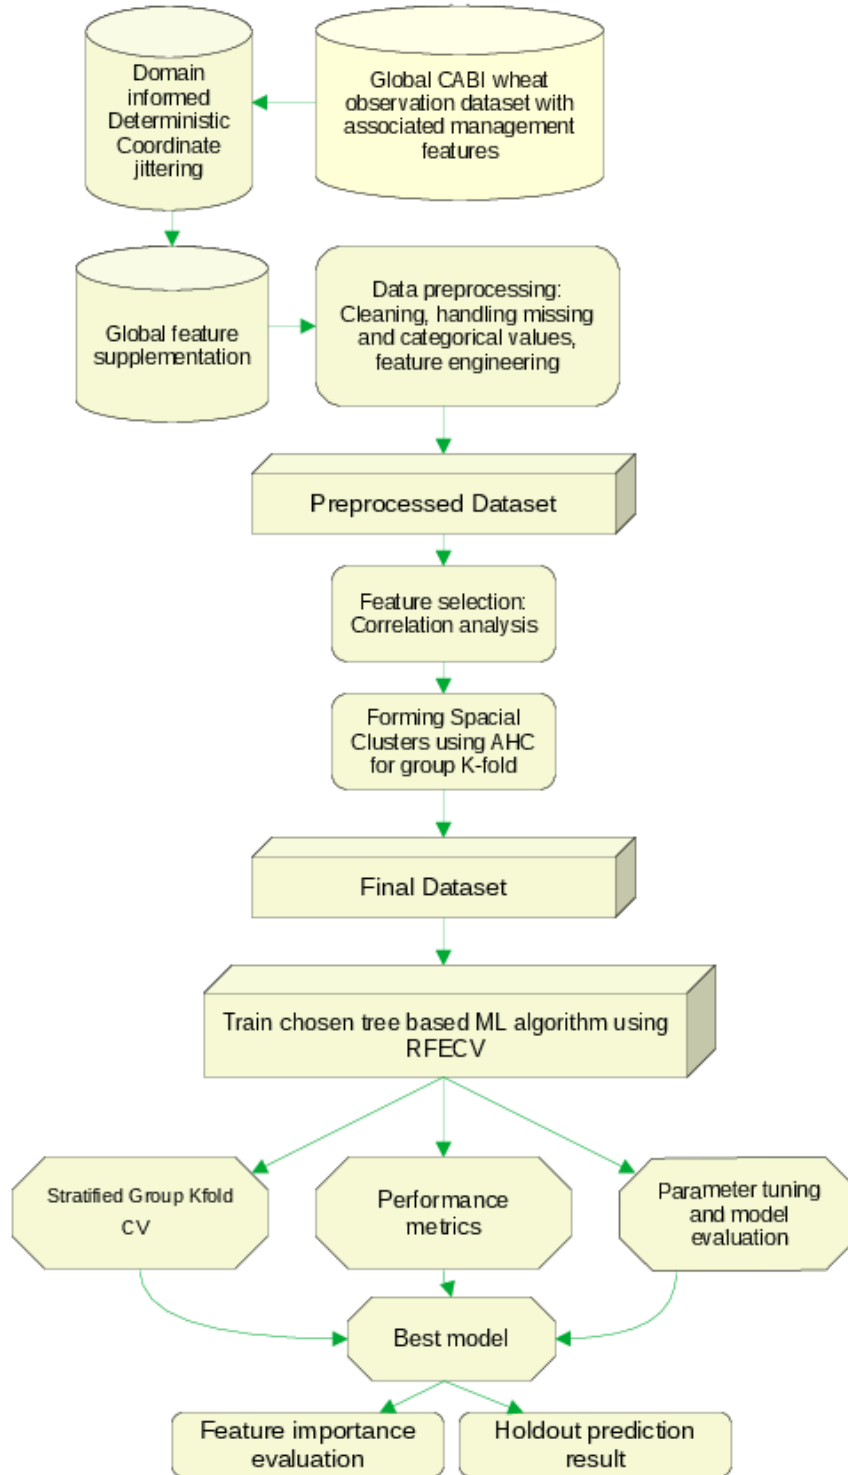 Domain
informed
Deterministic
Coordinate
jittering
Global CABI wheat
observation dataset with
associated management
features
Global feature
supplementation
Data preprocessing:
Cleaning, handling missing
and categorical values,
feature engineering
Preprocessed Dataset
Feature selection:
Correlation analysis
Forming Spacial
Clusters using AHC
for group K-fold
Final Dataset
Train chosen tree based ML algorithm using
RFECV
Stratified Group Kfold
CV
Performance
metrics
Parameter tuning
and model
evaluation
Best model
Feature importance
evaluation
Holdout prediction
result